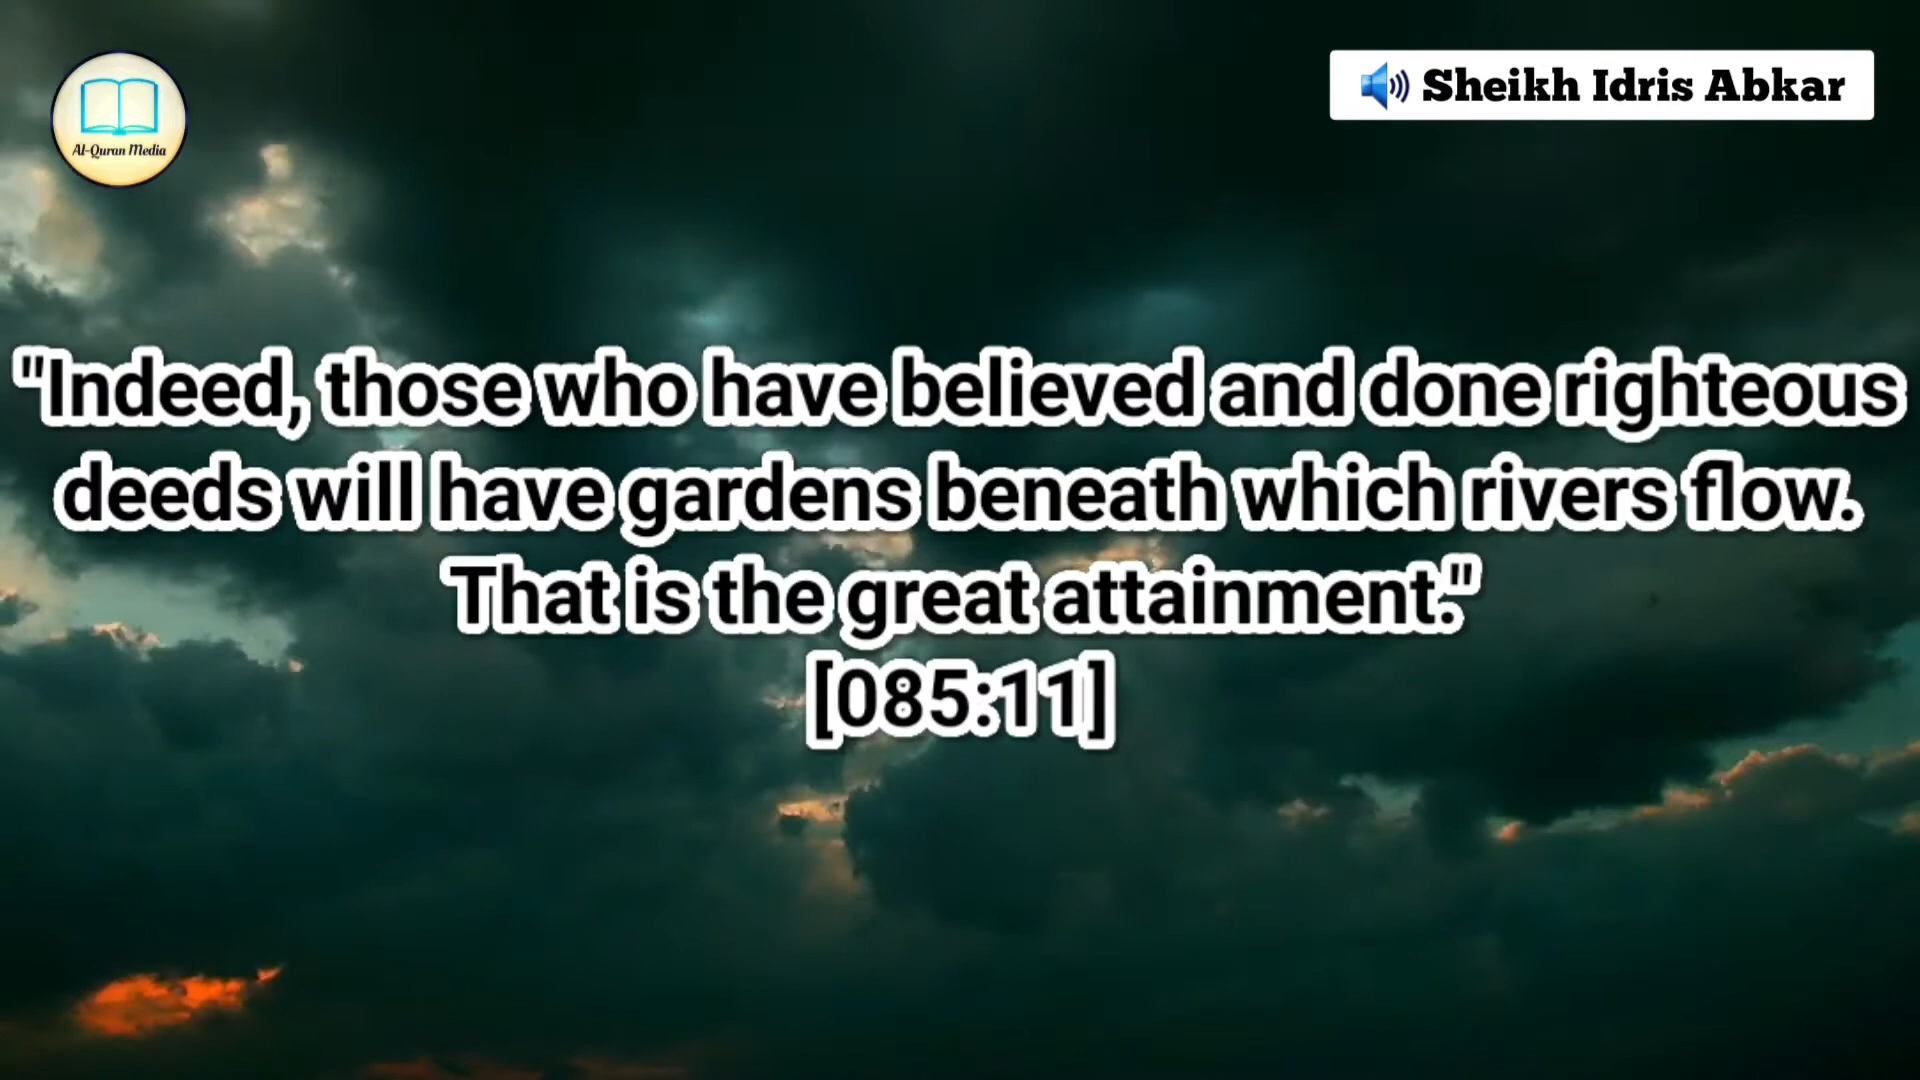 Al-Quran Media
Sheikh Idris Abkar
"Indeed, those who have believed and done righteous
deeds will have gardens beneath which rivers flow.
That is the great attainment."
[085:11]